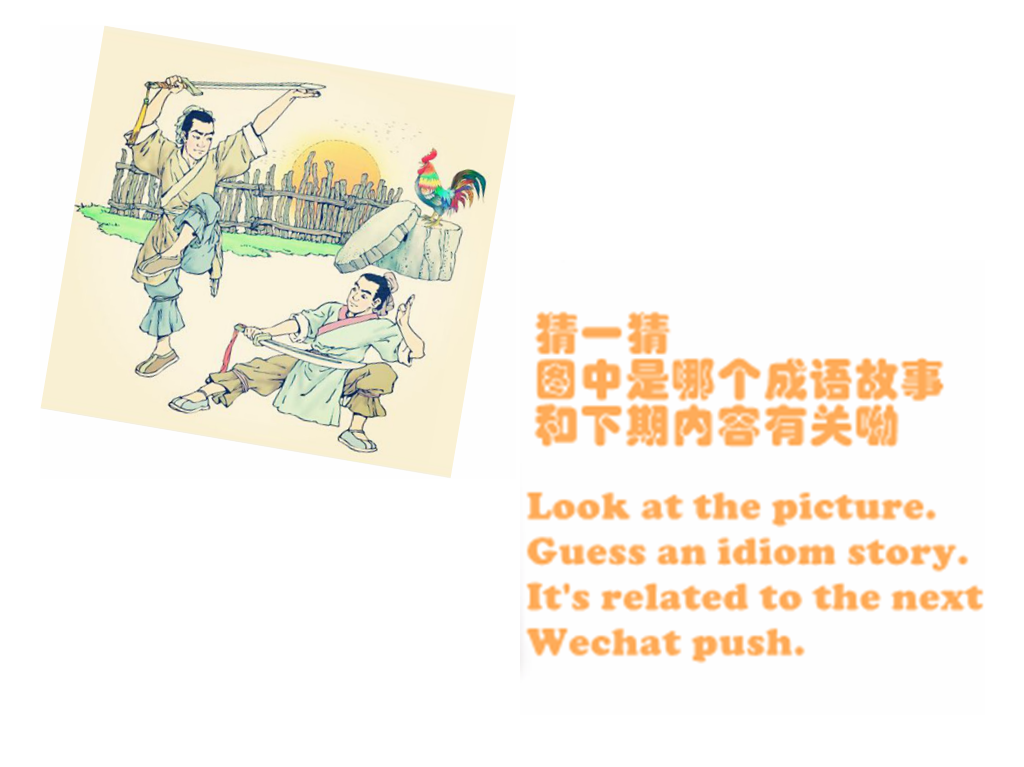 猜一猜
图中是哪个成语故事
和下期内容有关呦
Look at the picture.
Guess an idiom story.
It's related to the next
Wechat push.